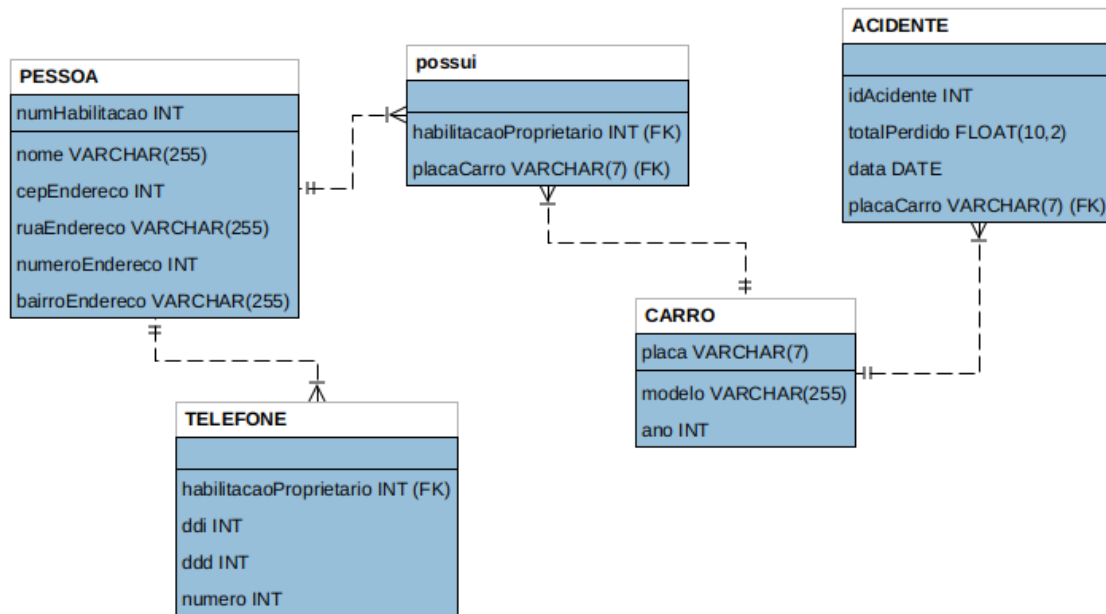 PESSOA
numHabilitacao INT
nome VARCHAR(255)
cepEndereco INT
ruaEndereco VARCHAR(255)
numeroEndereco INT
bairroEndereco VARCHAR(255)
possui
habilitacaoProprietario INT (FK)
placaCarro VARCHAR(7) (FK)
ACIDENTE
idAcidente INT
totalPerdido FLOAT(10,2)
data DATE
placaCarro VARCHAR(7) (FK)
CARRO
placa VARCHAR(7)
modelo VARCHAR(255)
ano INT
TELEFONE
habilitacaoProprietario INT (FK)
ddi INT
ddd INT
numero INT